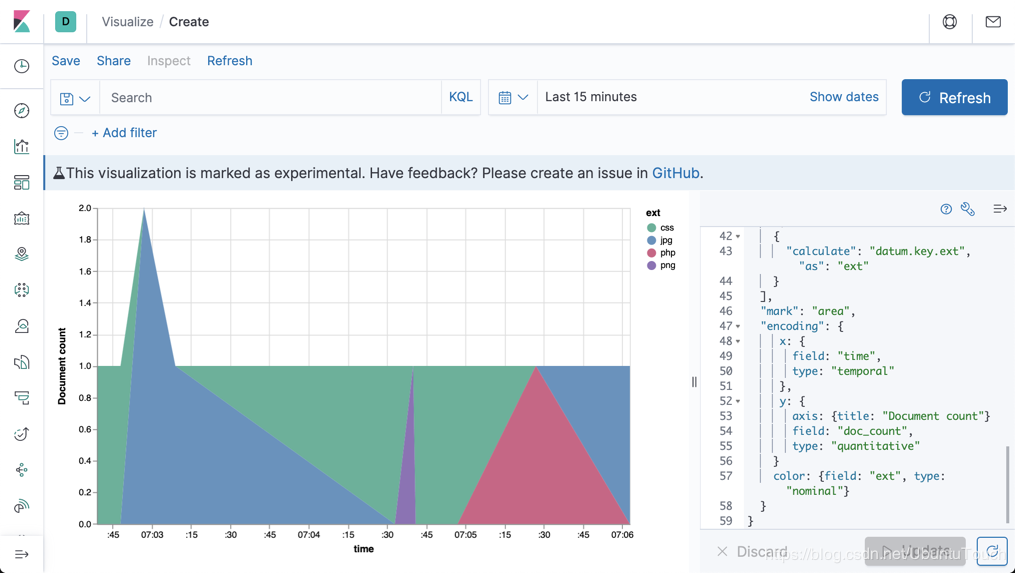 D Visualize / Create
Save Share Inspect Refresh
Search KQL Last 15 minutes Show dates Refresh
+ Add filter
This visualization is marked as experimental. Have feedback? Please create an issue in GitHub.
2.0
1.8
1.6
1.4
1.2
1.0
0.8
0.6
0.4
0.2
0.0
Document count
:45 07:03 :15 :30 :45 07:04 :15 :30 :45 07:05 :15 :30 :45 07:06
time
ext
css
jpg
php
png
42 {
43 "calculate": "datum.key.ext",
"as": "ext"
44 }
45 ],
46 "mark": "area",
47 "encoding": {
48 x: {
49 field: "time",
50 type: "temporal"
51 },
52 y: {
53 axis: {title: "Document count"}
54 field: "doc_count",
55 type: "quantitative"
56 }
57 color: {field: "ext", type:
"nominal"}
58 }
59 }
Discard Update
https://blog.csdn.net/UbuntuTouch